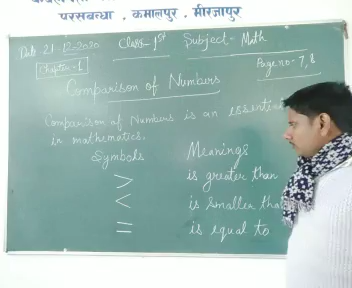 परसबन्धा . कमालपुर . मीरजापुर
Date 21.12.2020 Class- 1st Subject- Math
Chapter-1 Page no- 7, 8
Comparison of Numbers
Comparison of Numbers is an essential
in mathematics.
Symbols Meanings
> is greater than
< is smaller than
= is equal to